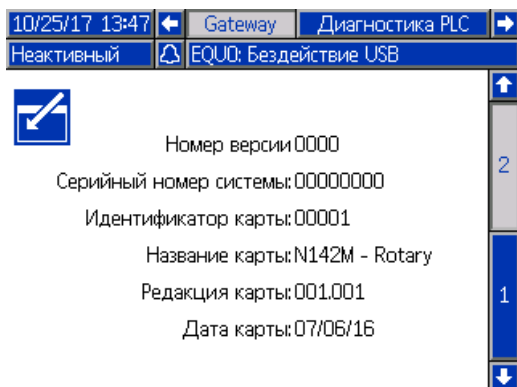 10/25/17 13:47 Gateway Диагностика PLC
Неактивный EQU0: Бездействие USB
Номер версии 0000
2
Серийный номер системы: 00000000
Идентификатор карты: 00001
Название карты: N142M - Rotary
Редакция карты: 001.001
1
Дата карты: 07/06/16